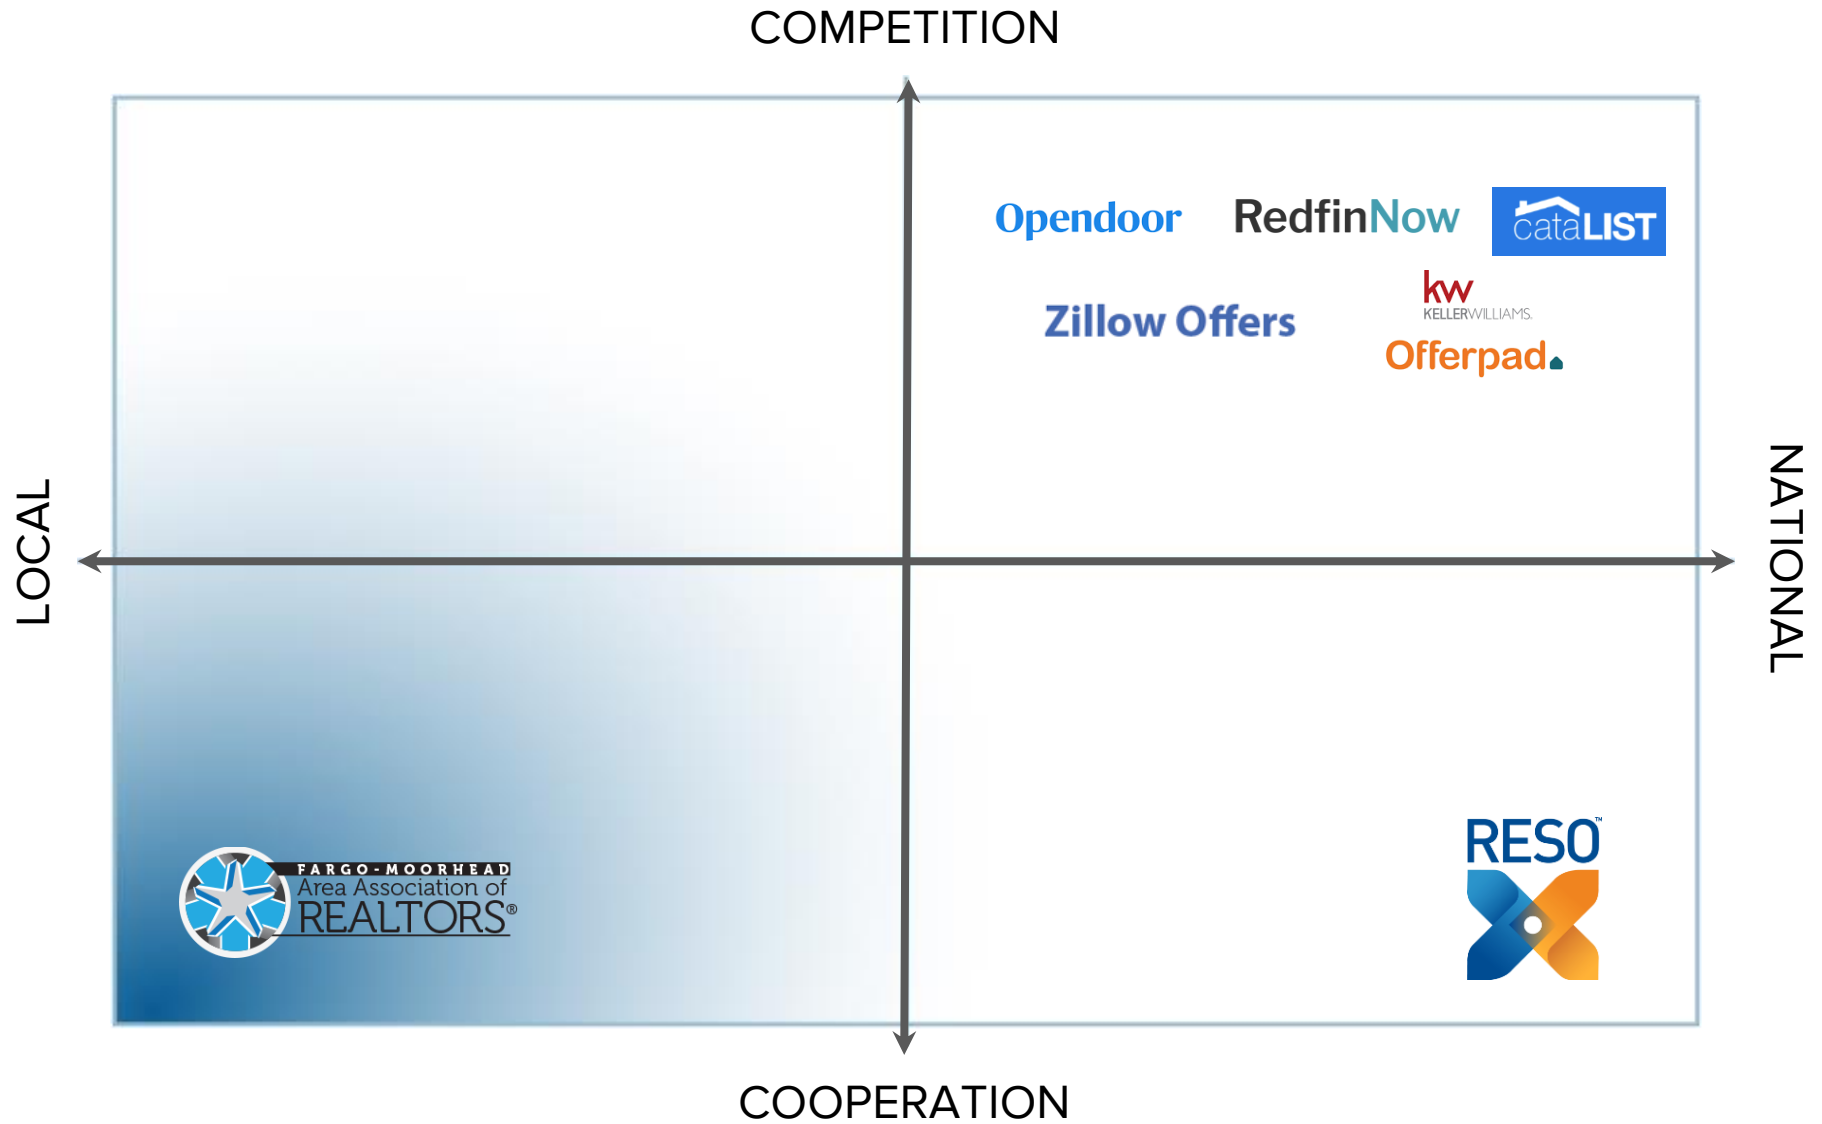 COMPETITION
Opendoor
RedfinNow
cataLIST
kw
KELLERWILLIAMS.
Zillow Offers
Offerpad.
LOCAL
NATIONAL
RESO™
FARGO-MOORHEAD
Area Association of
REALTORS®
COOPERATION